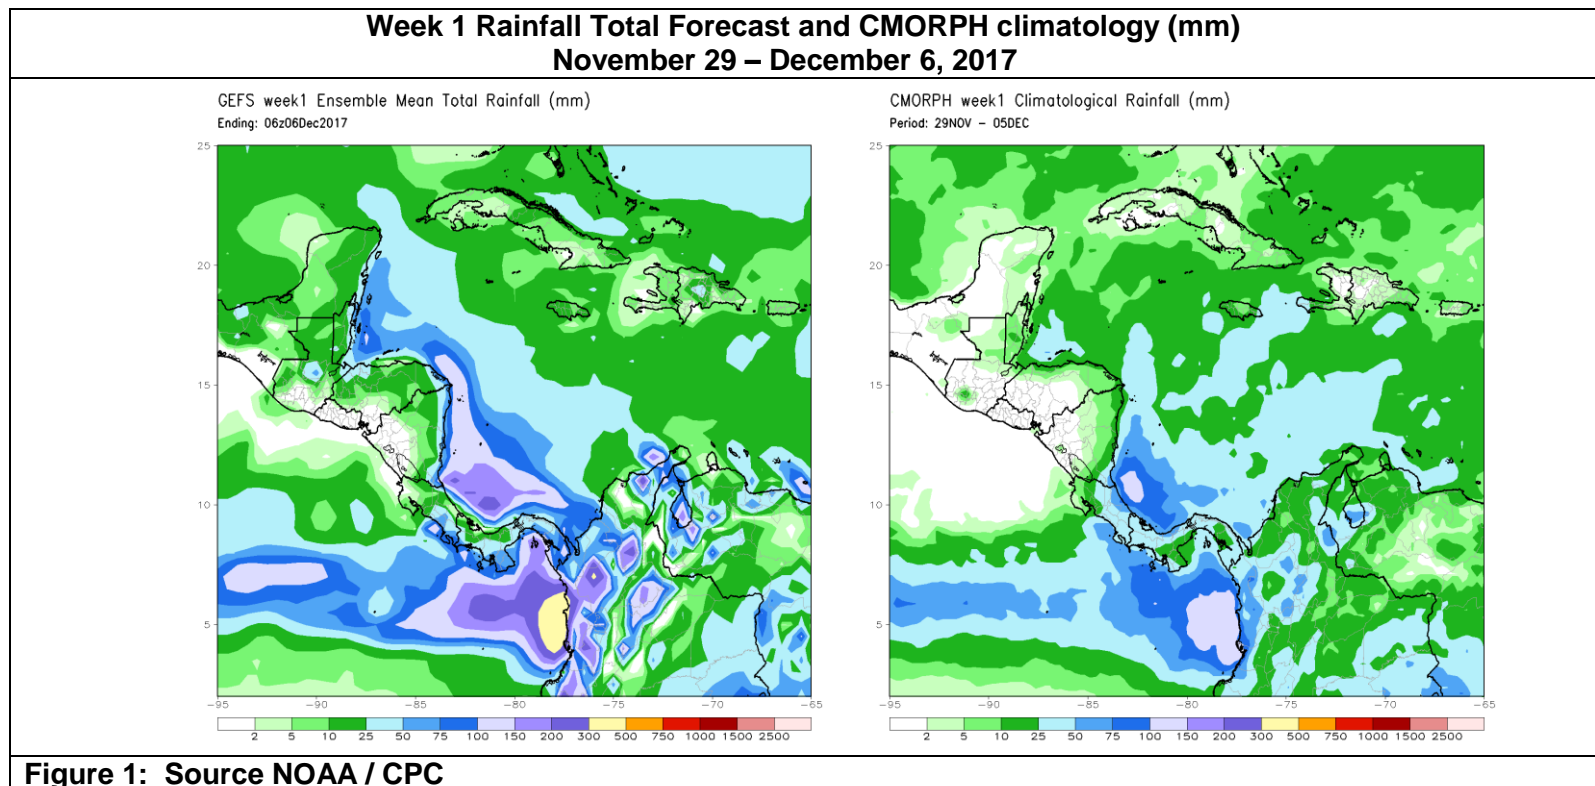 Week 1 Rainfall Total Forecast and CMORPH climatology (mm)
November 29 – December 6, 2017
GEFS week1 Ensemble Mean Total Rainfall (mm)
Ending: 06z06Dec2017
25
20
15
10
5
-95 -90 -85 -80 -75 -70 -65
2 5 10 25 50 75 100 150 200 300 500 750 1000 1500 2500
CMORPH week1 Climatological Rainfall (mm)
Period: 29NOV - 05DEC
25
20
15
10
5
-95 -90 -85 -80 -75 -70 -65
2 5 10 25 50 75 100 150 200 300 500 750 1000 1500 2500
Figure 1: Source NOAA / CPC